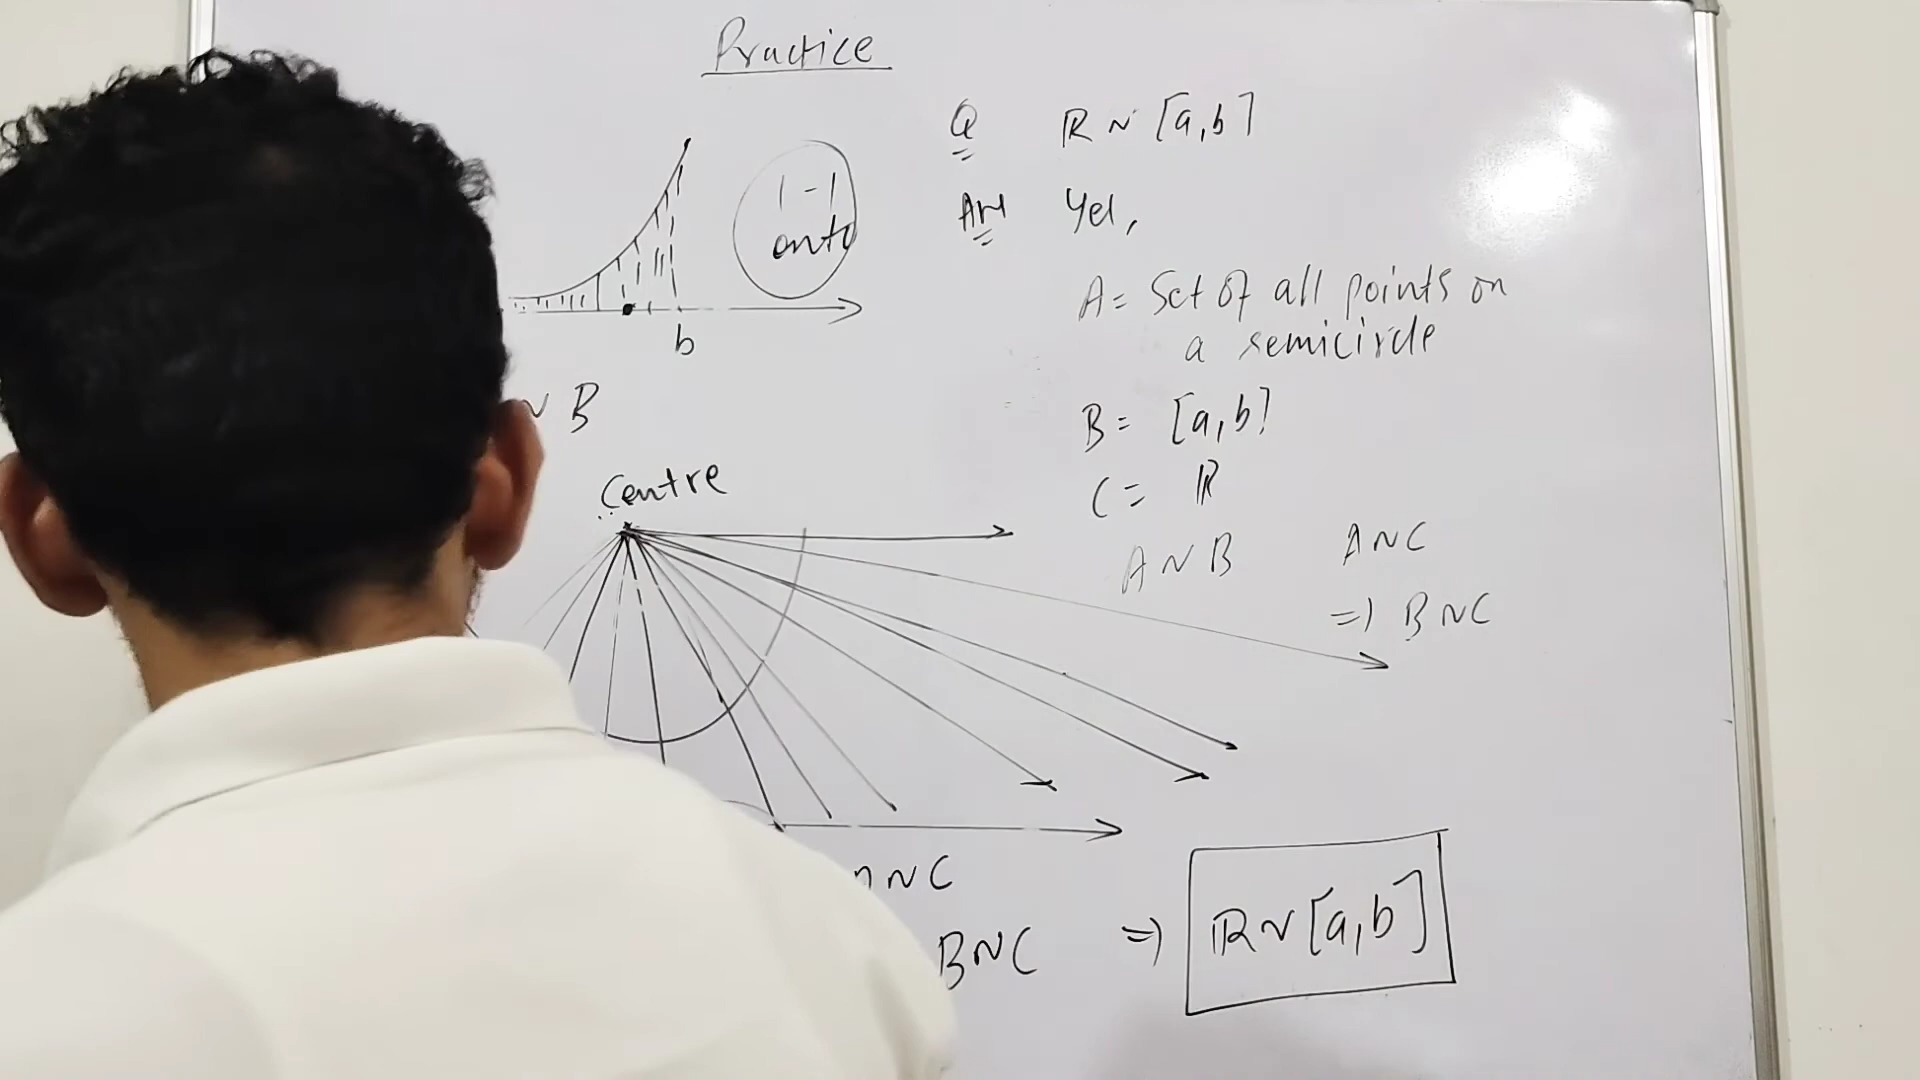 Practice
Q R ~ [a,b]
1-1
onto
Ans Yes,
A= Set of all points on
a semicircle
b
~ B
B= [a,b]
C= R
Centre
A~B A~C
=) B~C
~C
B~C =) R~[a,b]